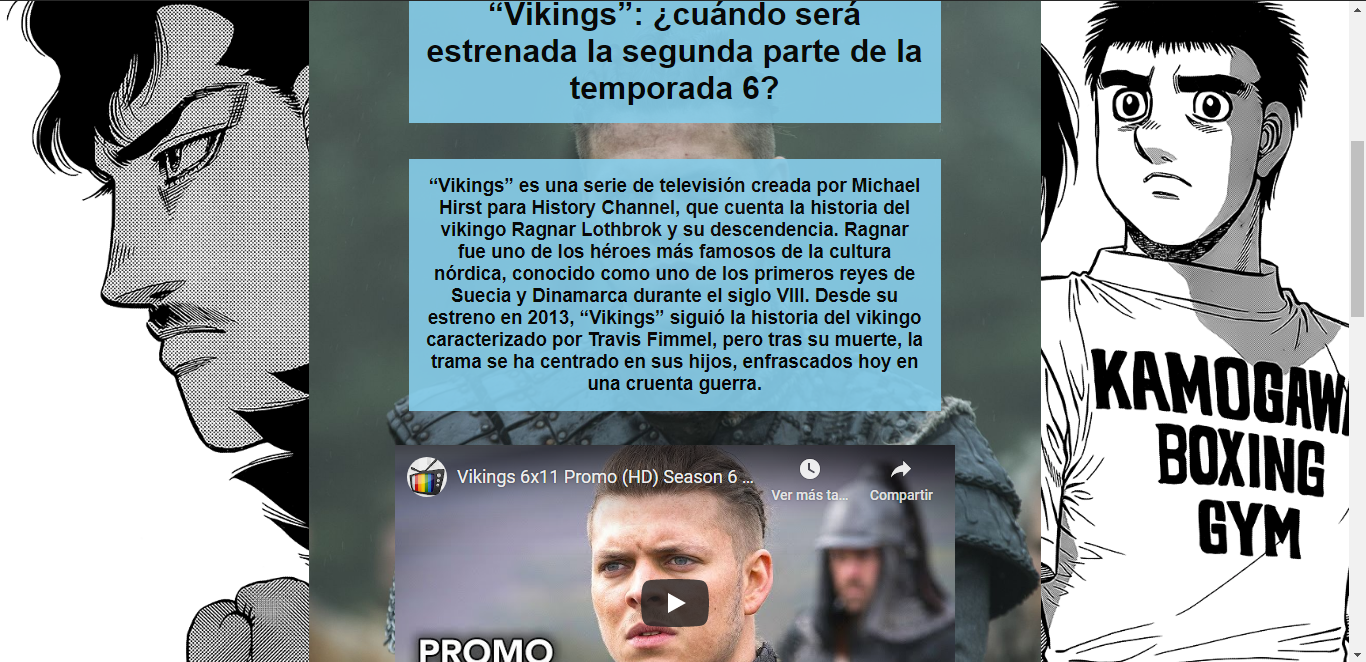 “Vikings”: ¿cuándo será
estrenada la segunda parte de la
temporada 6?
“Vikings” es una serie de televisión creada por Michael
Hirst para History Channel, que cuenta la historia del
vikingo Ragnar Lothbrok y su descendencia. Ragnar
fue uno de los héroes más famosos de la cultura
nórdica, conocido como uno de los primeros reyes de
Suecia y Dinamarca durante el siglo VIII. Desde su
estreno en 2013, “Vikings” siguió la historia del vikingo
caracterizado por Travis Fimmel, pero tras su muerte, la
trama se ha centrado en sus hijos, enfrascados hoy en
una cruenta guerra.
Vikings 6x11 Promo (HD) Season 6 ...
Ver más ta...
Compartir
PROMO
KAMOGAW
BOXING
GYM